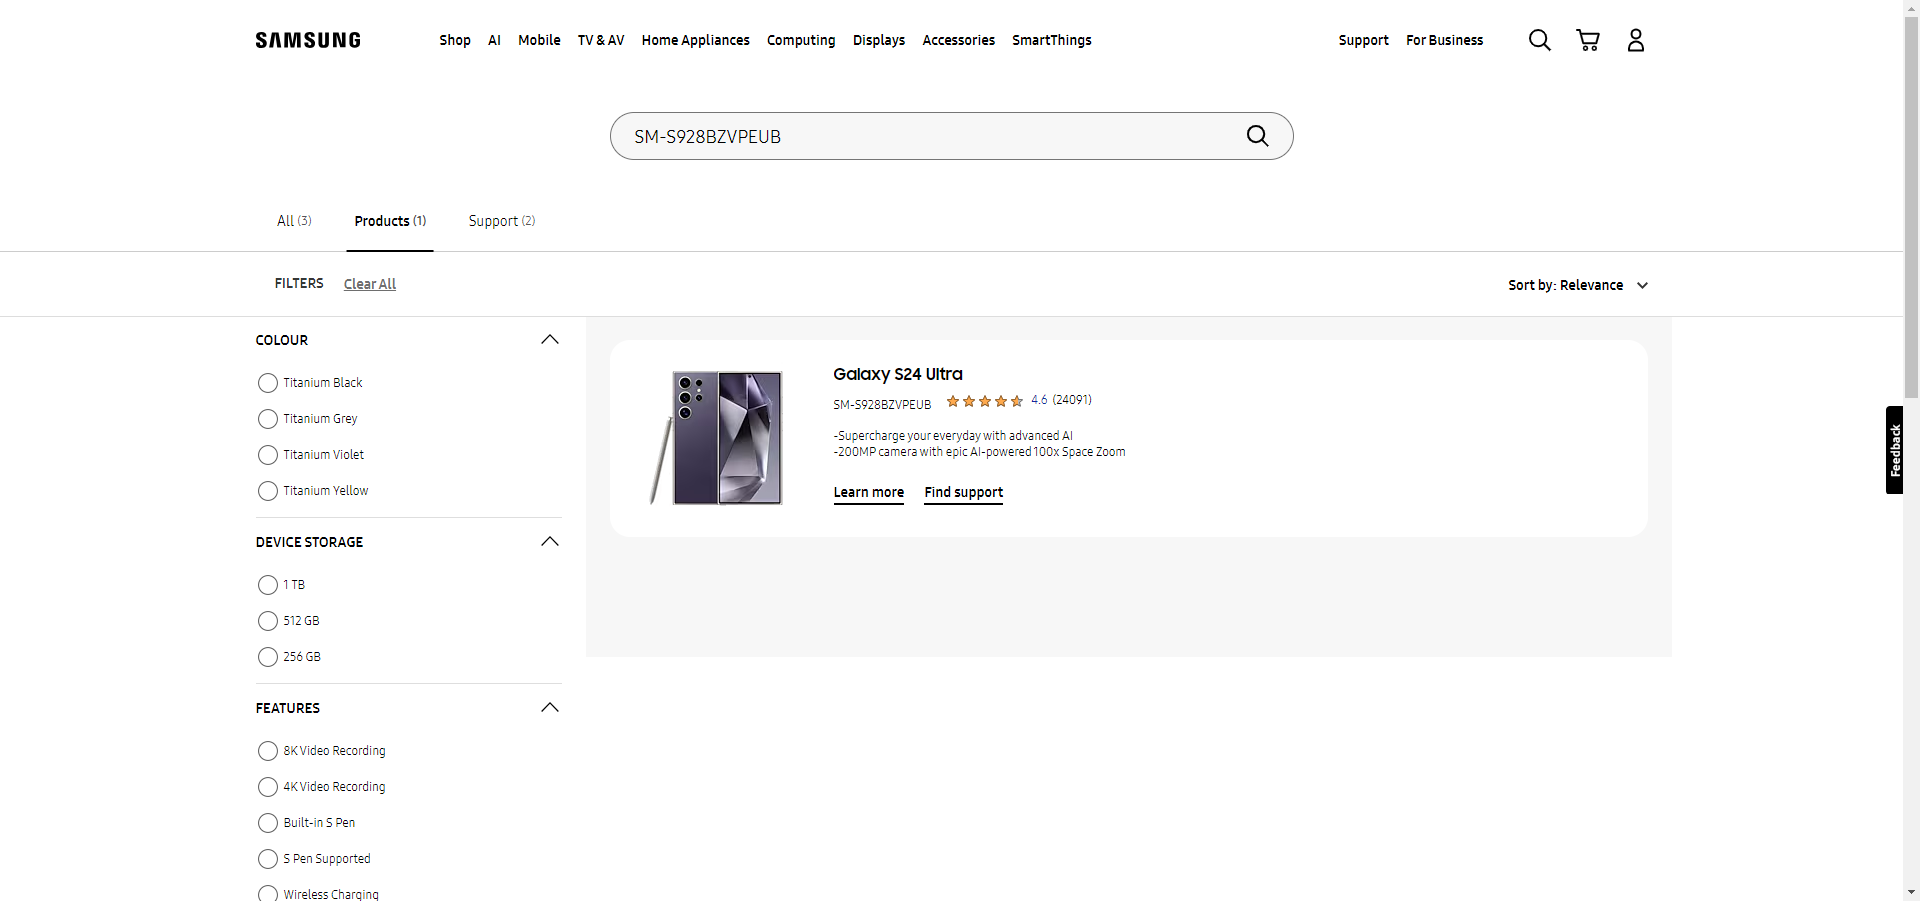 SAMSUNG
Shop AI Mobile TV & AV Home Appliances Computing Displays Accessories SmartThings Support For Business
SM-S928BZVPEUB
All (3) Products (1) Support (2)
FILTERS Clear All Sort by: Relevance
COLOUR
Titanium Black
Titanium Grey
Titanium Violet
Titanium Yellow
DEVICE STORAGE
1 TB
512 GB
256 GB
FEATURES
8K Video Recording
4K Video Recording
Built-in S Pen
S Pen Supported
Wireless Charging
Galaxy S24 Ultra
SM-S928BZVPEUB 4.6 (24091)
-Supercharge your everyday with advanced AI
-200MP camera with epic AI-powered 100x Space Zoom
Learn more Find support
Feedback